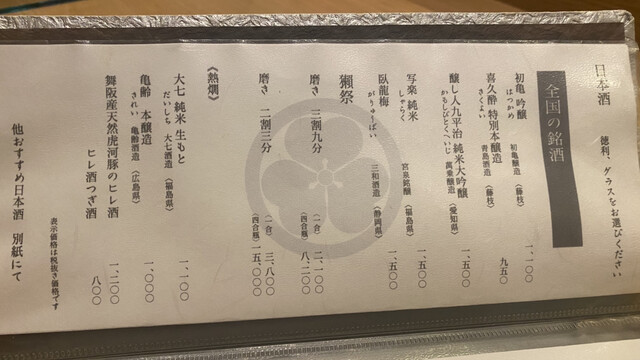 日本酒　徳利、グラスをお選びください
全国の銘酒
初亀 吟醸　初亀醸造（藤枝）　一、一〇〇
はつかめ
喜久酔 特別本醸造　青島酒造（藤枝）　九五〇
きくよい
醸し人九平治 純米大吟醸　萬乗醸造（愛知県）　一、五〇〇
かもしびとくへいじ
写楽 純米　宮泉銘醸（福島県）　一、五〇〇
しゃらく
臥龍梅　三和酒造（静岡県）　一、五〇〇
がりゅうばい
獺祭
磨き 三割九分　（一合）　二、一〇〇
（四合瓶）　八、二〇〇
磨き 二割三分　（一合）　三、八〇〇
（四合瓶）　一五、〇〇〇
《熱燗》
大七 純米 生もと　一、一〇〇
だいしち 大七酒造（福島県）
亀齢 本醸造　一、〇〇〇
きれい 亀齢酒造（広島県）
舞阪産天然虎河豚のヒレ酒　一、二〇〇
ヒレ酒つぎ酒　八〇〇
表示価格は税抜き価格です
他おすすめ日本酒 別紙にて